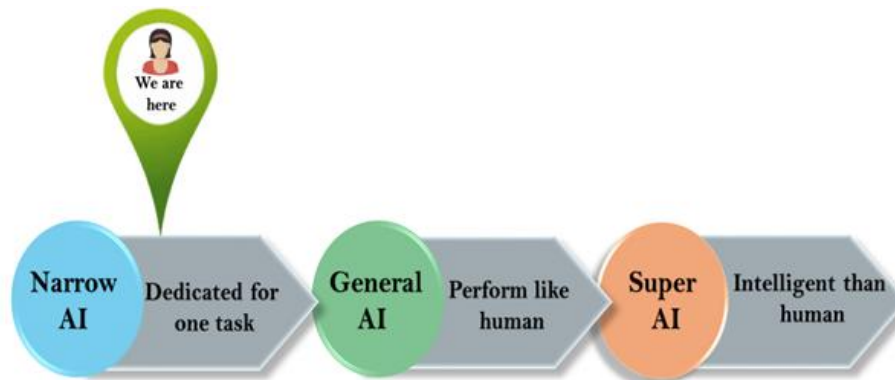 We are
here
Narrow
AI
Dedicated for
one task
General
AI
Perform like
human
Super
AI
Intelligent than
human